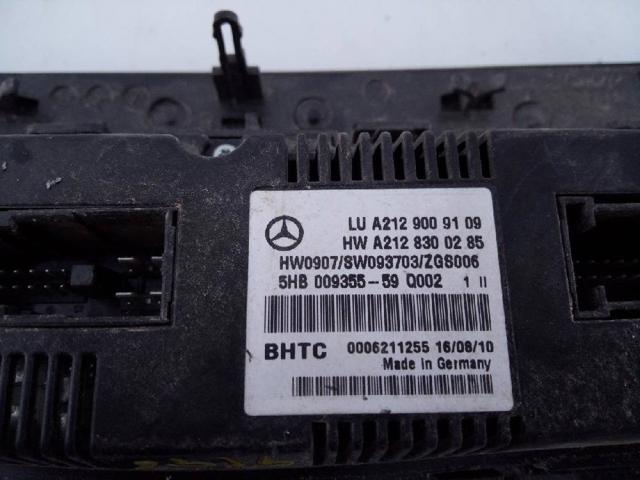 LU A212 900 91 09
HW A212 830 02 85
HW0907/SW093703/ZGS006
5HB 009355-59 Q002 1 II
BHTC 0006211255 16/08/10
Made in Germany